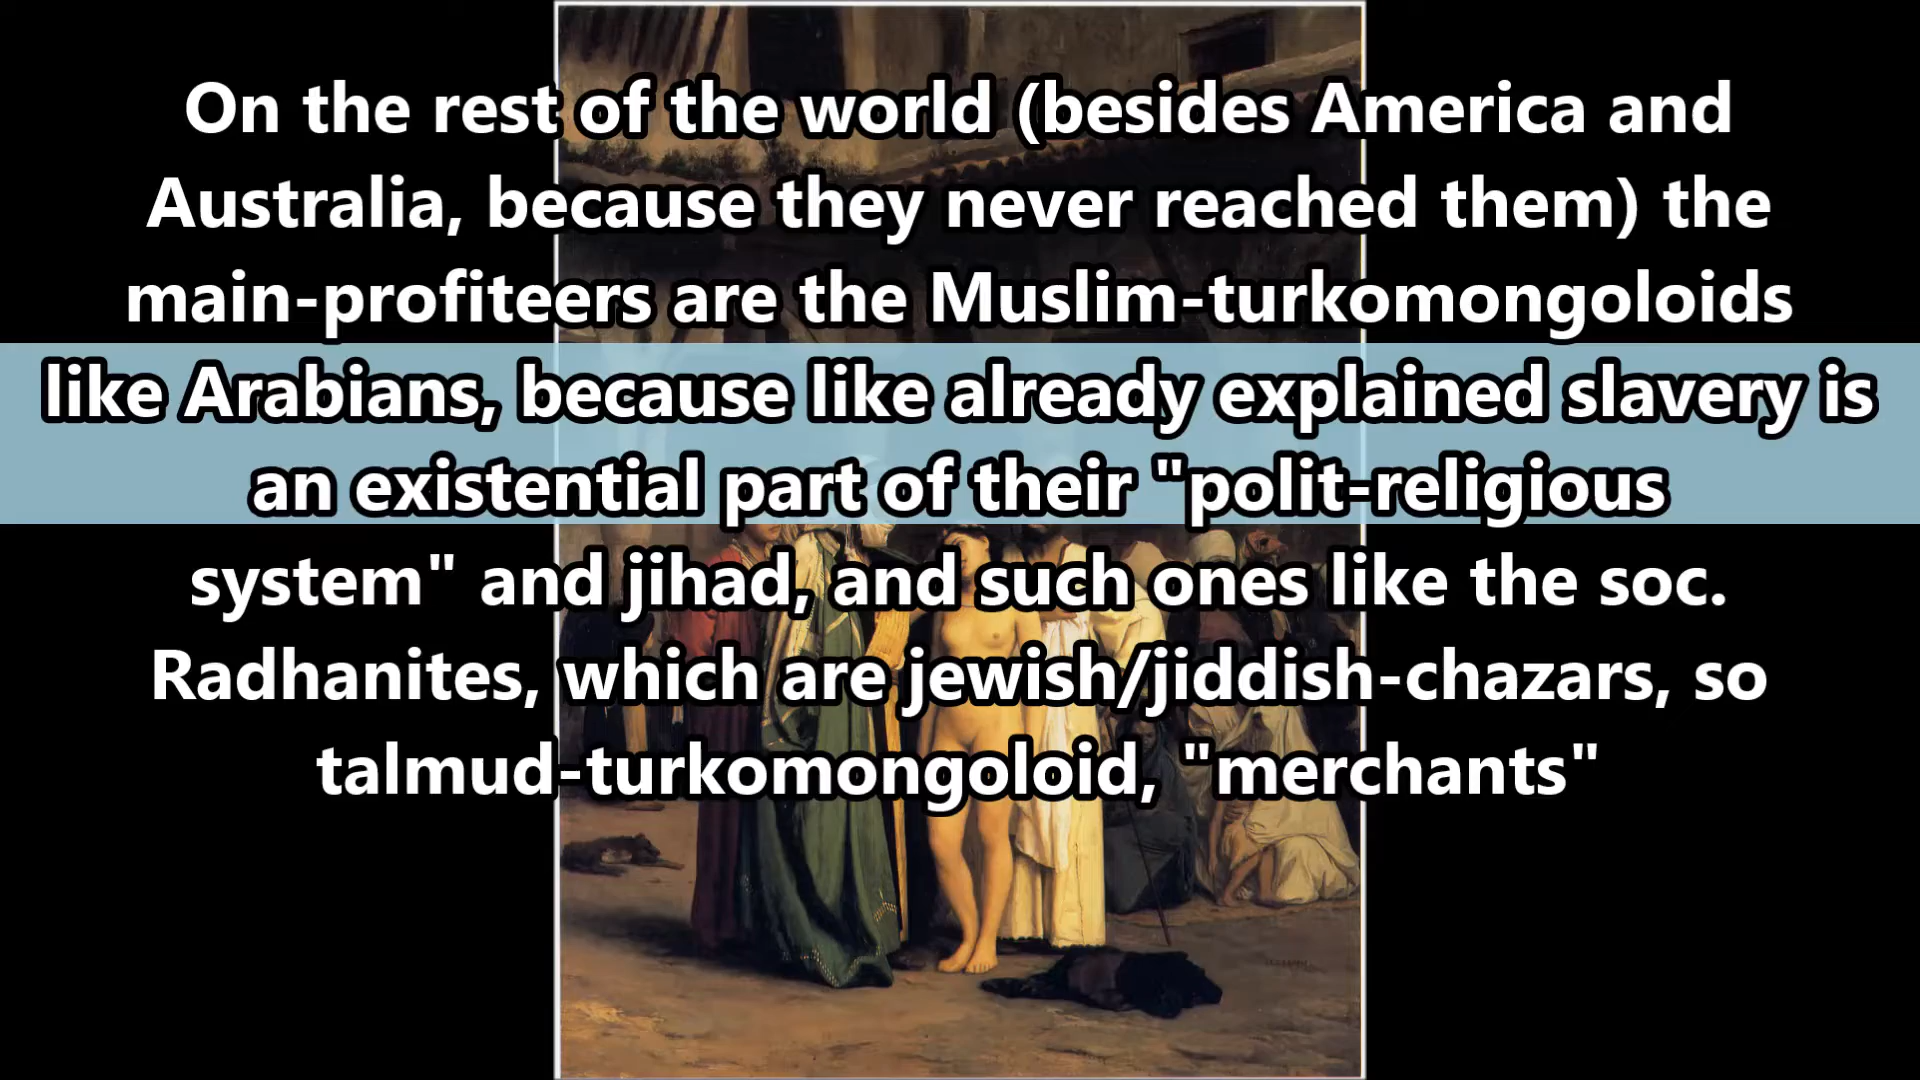 On the rest of the world (besides America and
Australia, because they never reached them) the
main-profiteers are the Muslim-turkomongoloids
like Arabians, because like already explained slavery is
an existential part of their "polit-religious
system" and jihad, and such ones like the soc.
Radhanites, which are jewish/jiddish-chazars, so
talmud-turkomongoloid, "merchants"